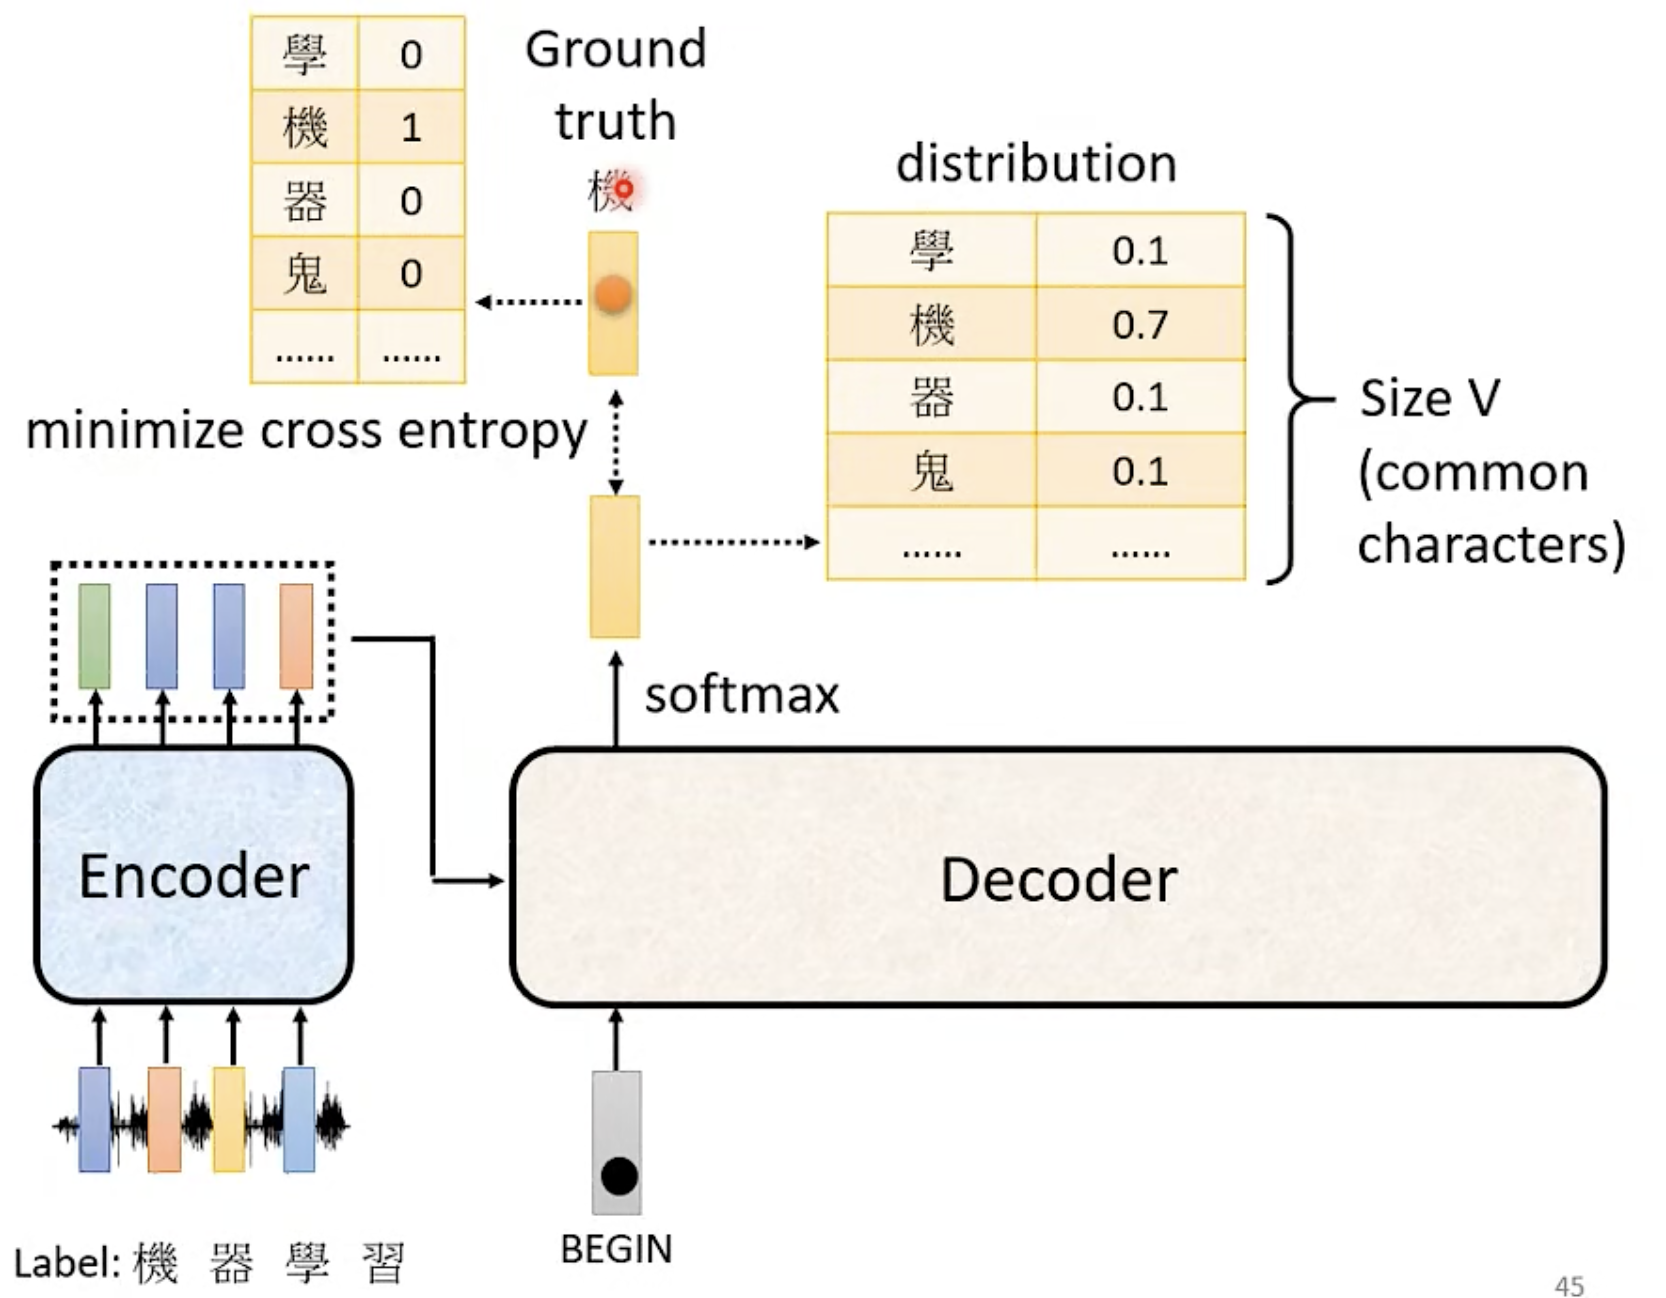 學 0
機 1
器 0
鬼 0
...... ......
Ground
truth
機
distribution
學 0.1
機 0.7
器 0.1
鬼 0.1
...... ......
Size V
(common
characters)
minimize cross entropy
softmax
Encoder
Decoder
BEGIN
Label: 機 器 學 習
45